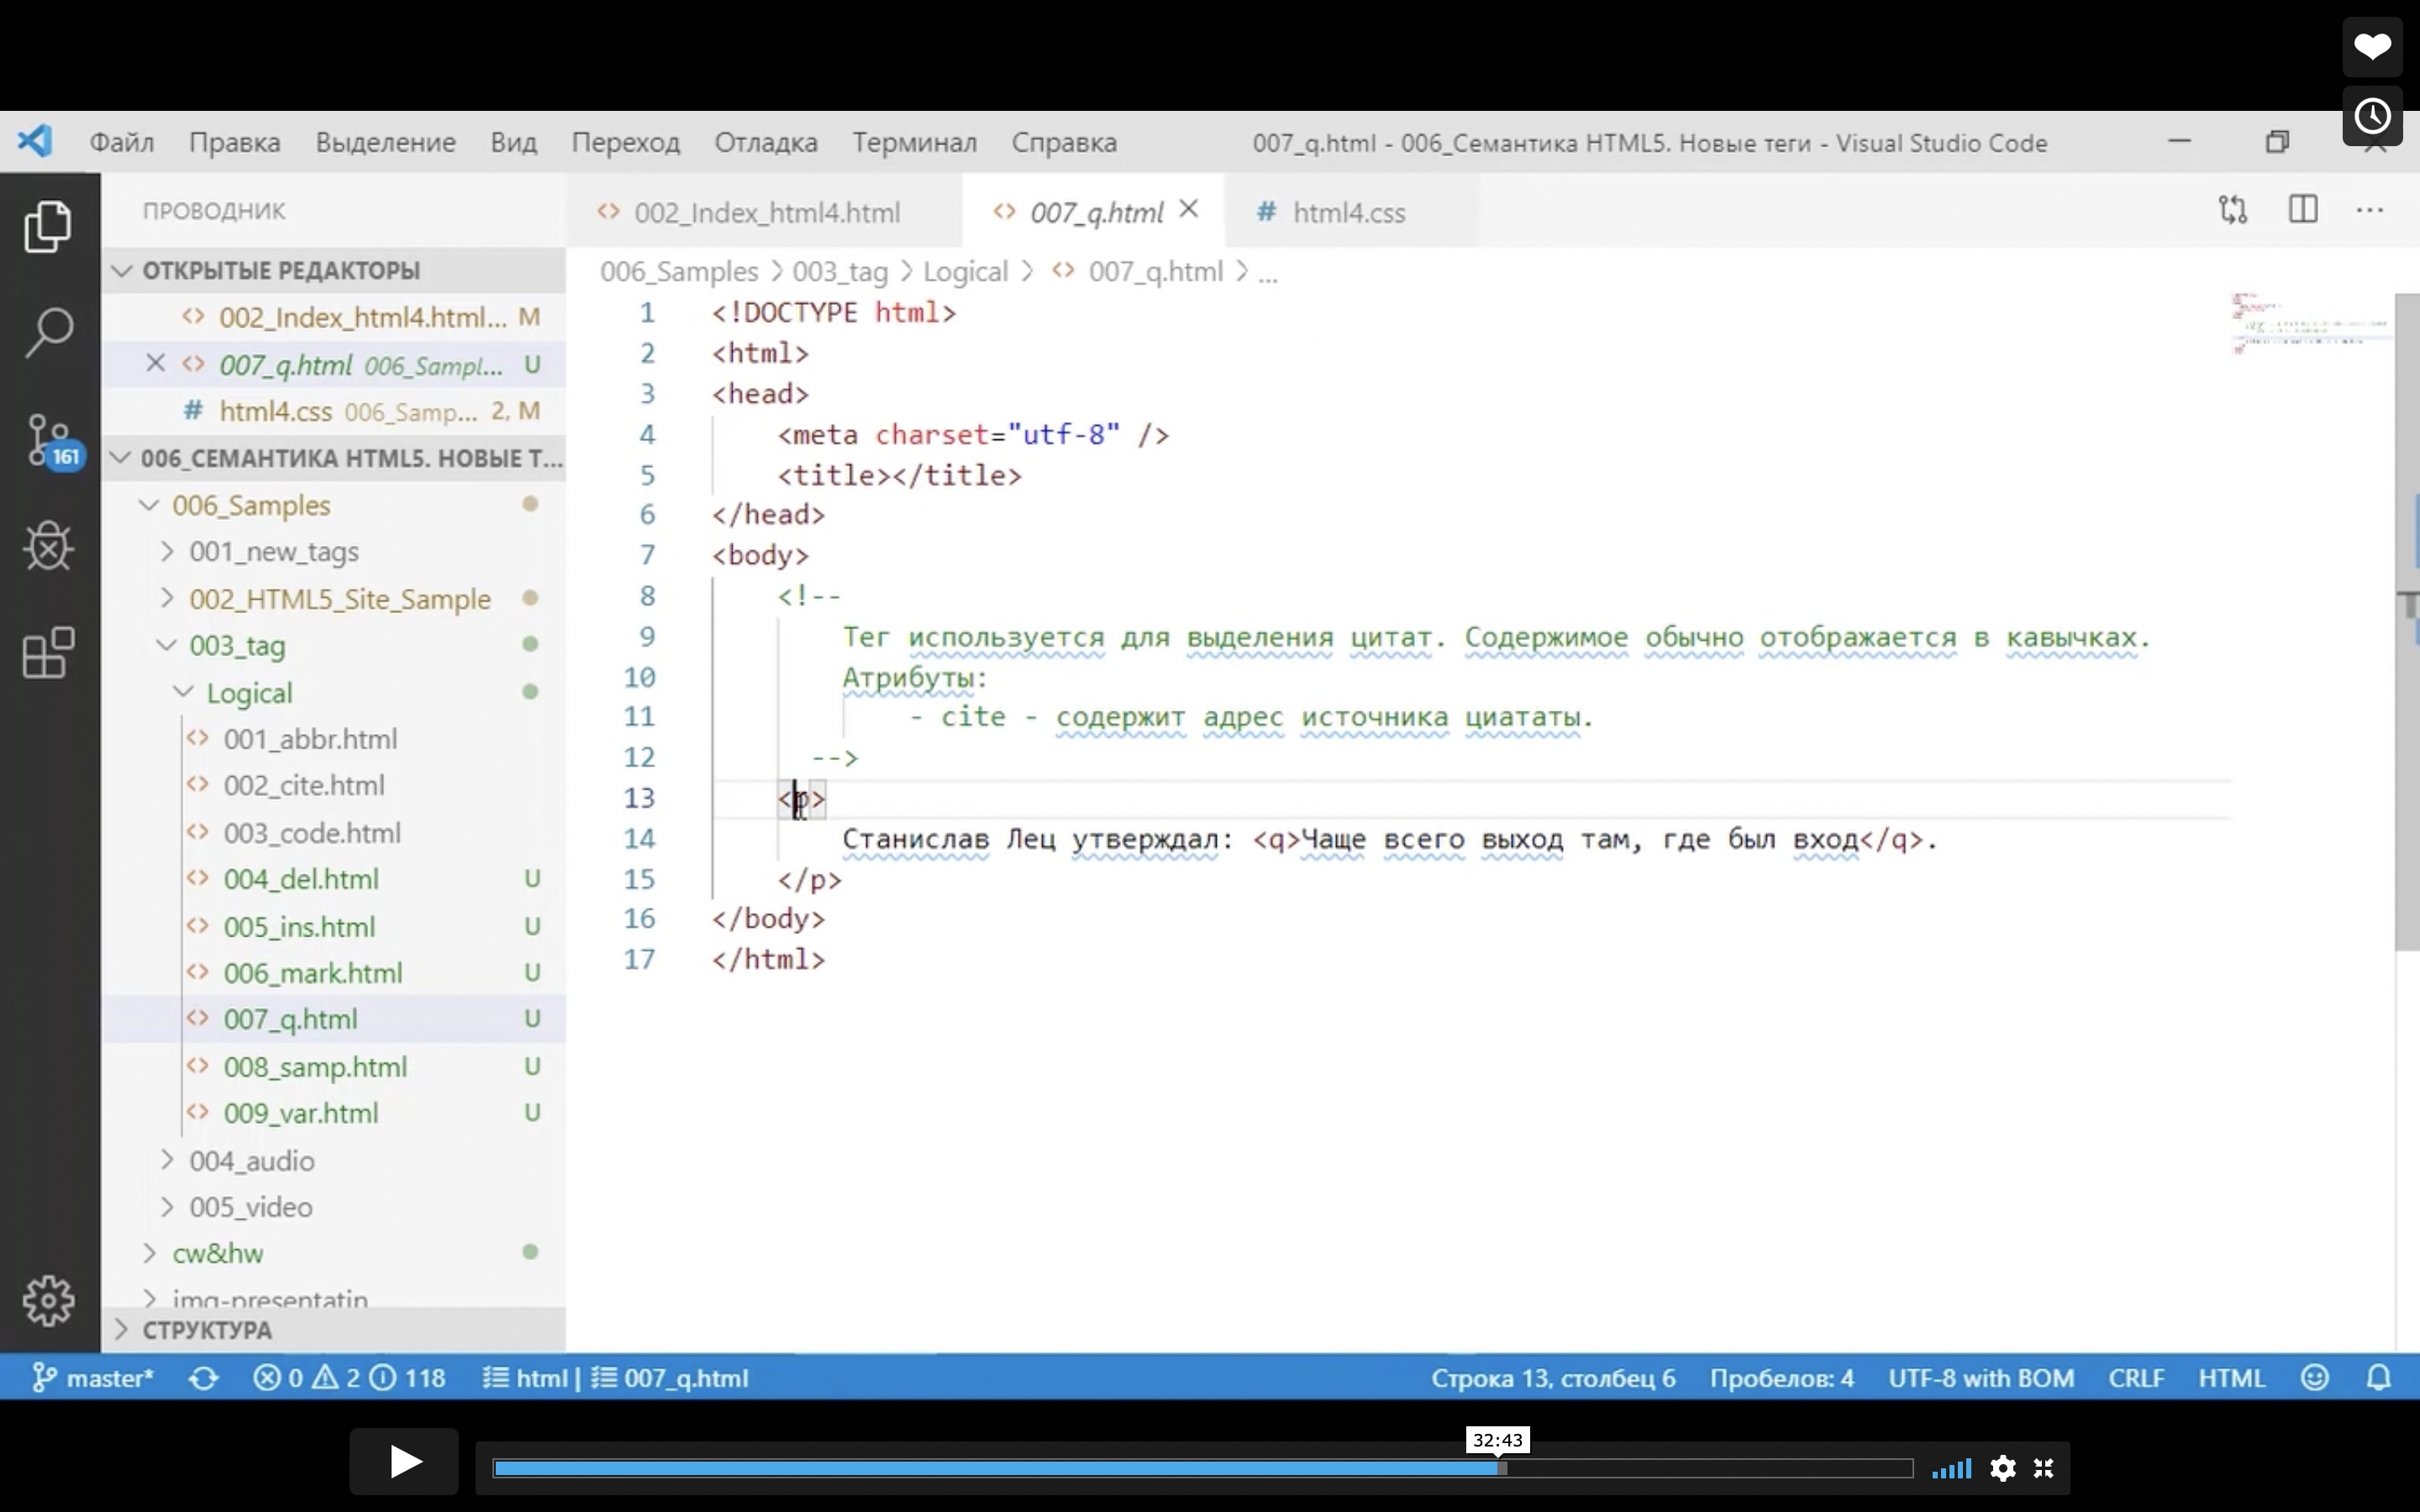 Файл Правка Выделение Вид Переход Отладка Терминал Справка 007_q.html - 006_Семантика HTML5. Новые теги - Visual Studio Code
ПРОВОДНИК
ОТКРЫТЫЕ РЕДАКТОРЫ
002_Index_html4.html... M
007_q.html 006_Sampl... U
html4.css 006_Samp... 2, M
006_СЕМАНТИКА HTML5. НОВЫЕ Т...
006_Samples
001_new_tags
002_HTML5_Site_Sample
003_tag
Logical
001_abbr.html
002_cite.html
003_code.html
004_del.html U
005_ins.html U
006_mark.html U
007_q.html U
008_samp.html U
009_var.html U
004_audio
005_video
cw&hw
img-presentatin
СТРУКТУРА
161
002_Index_html4.html 007_q.html html4.css
006_Samples > 003_tag > Logical > 007_q.html > ...
1 <!DOCTYPE html>
2 <html>
3 <head>
4 <meta charset="utf-8" />
5 <title></title>
6 </head>
7 <body>
8 <!--
9 Тег используется для выделения цитат. Содержимое обычно отображается в кавычках.
10 Атрибуты:
11 - cite - содержит адрес источника циататы.
12 -->
13 <p>
14 Станислав Лец утверждал: <q>Чаще всего выход там, где был вход</q>.
15 </p>
16 </body>
17 </html>
master* 0 2 118 html | 007_q.html Строка 13, столбец 6 Пробелов: 4 UTF-8 with BOM CRLF HTML
32:43